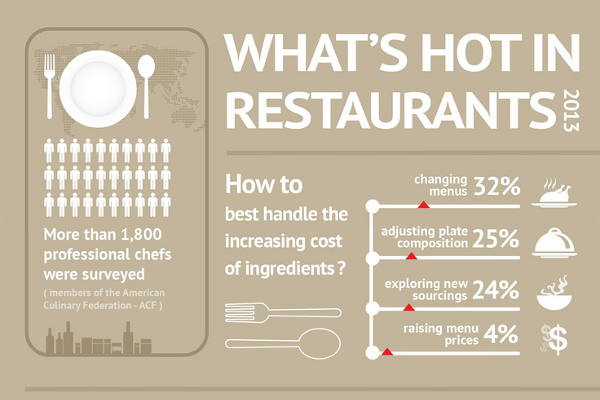 WHAT'S HOT IN
RESTAURANTS 2013
More than 1,800
professional chefs
were surveyed
( members of the American
Culinary Federation - ACF )
How to
best handle the
increasing cost
of ingredients ?
changing
menus 32%
adjusting plate
composition 25%
exploring new
sourcings 24%
raising menu
prices 4%
$